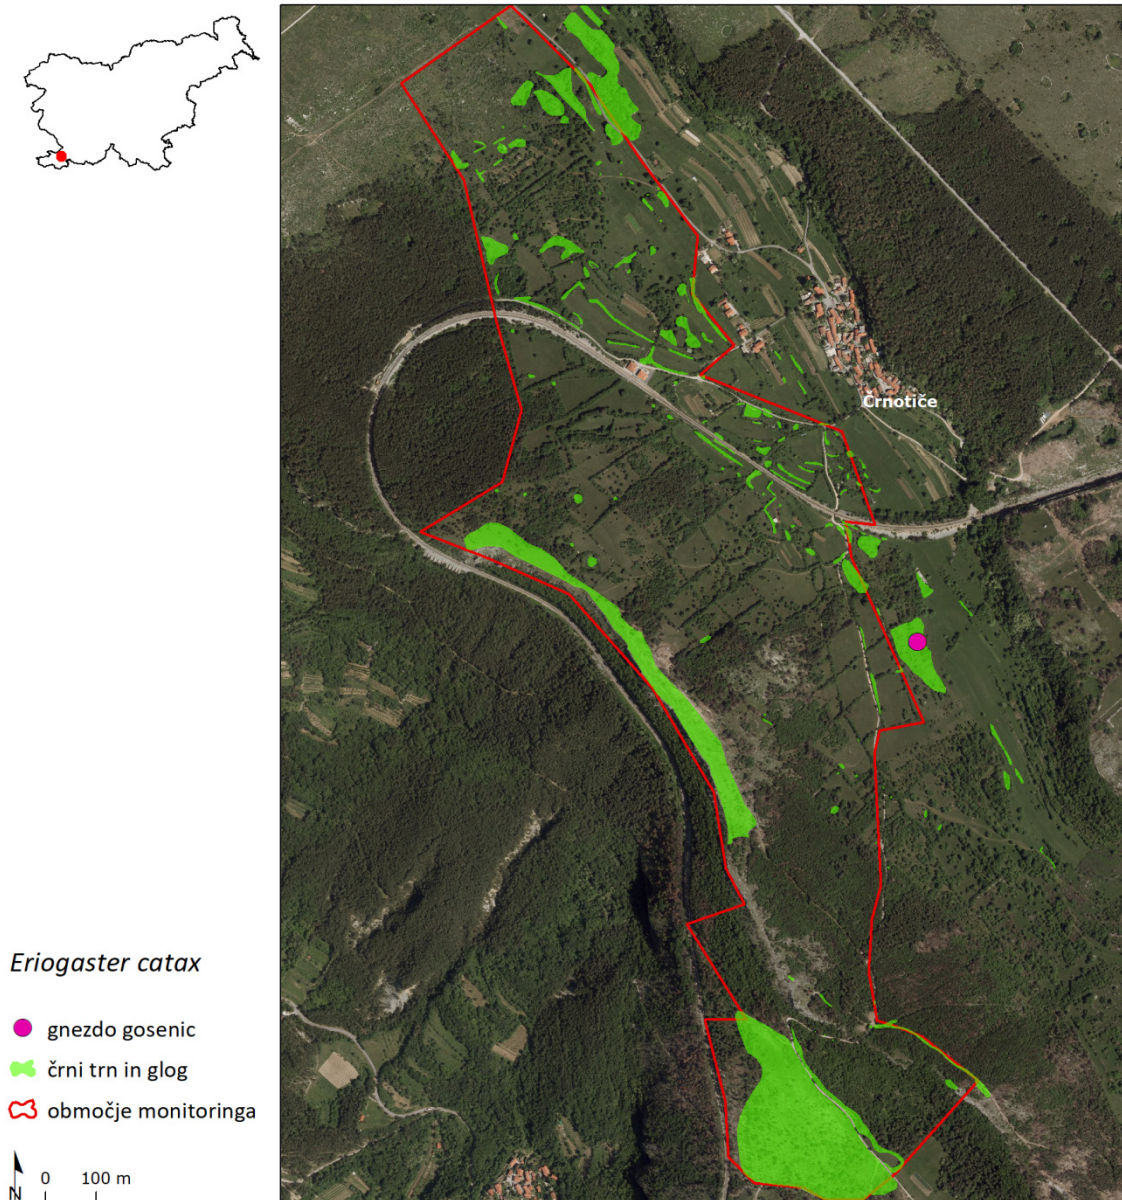 Črnotiče
Eriogaster catax
gnezdo gosenic
črni trn in glog
območje monitoringa
N 0 100 m